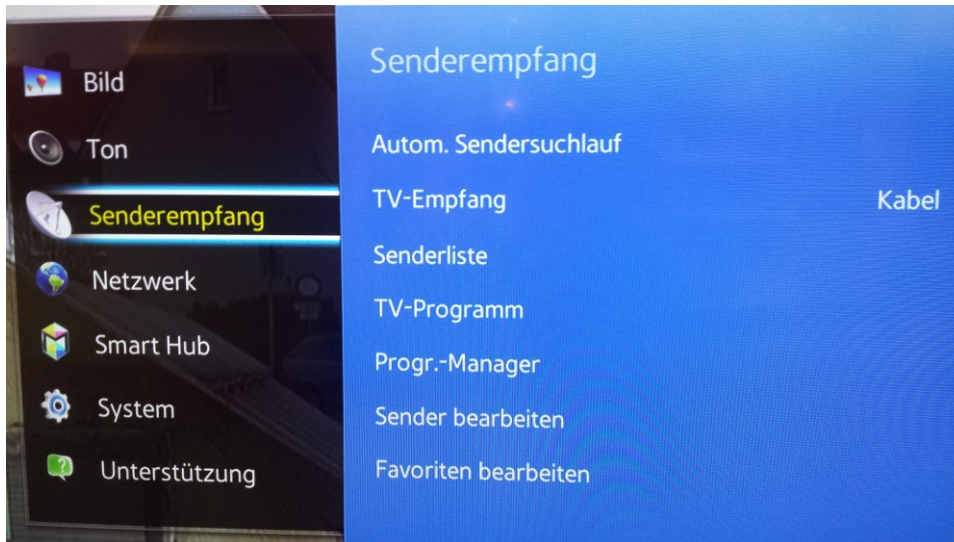 Bild
Ton
Senderempfang
Netzwerk
Smart Hub
System
Unterstützung
Senderempfang
Autom. Sendersuchlauf
TV-Empfang Kabel
Senderliste
TV-Programm
Progr.-Manager
Sender bearbeiten
Favoriten bearbeiten